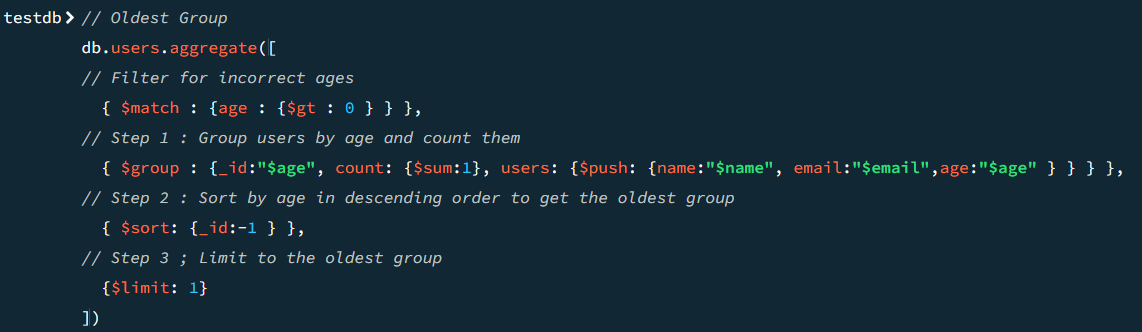 testdb> // Oldest Group
db.users.aggregate([
// Filter for incorrect ages
{ $match : {age : {$gt : 0 } } },
// Step 1 : Group users by age and count them
{ $group : {_id:"$age", count: {$sum:1}, users: {$push: {name:"$name", email:"$email",age:"$age" } } } },
// Step 2 : Sort by age in descending order to get the oldest group
{ $sort: {_id:-1 } },
// Step 3 ; Limit to the oldest group
{$limit: 1}
])